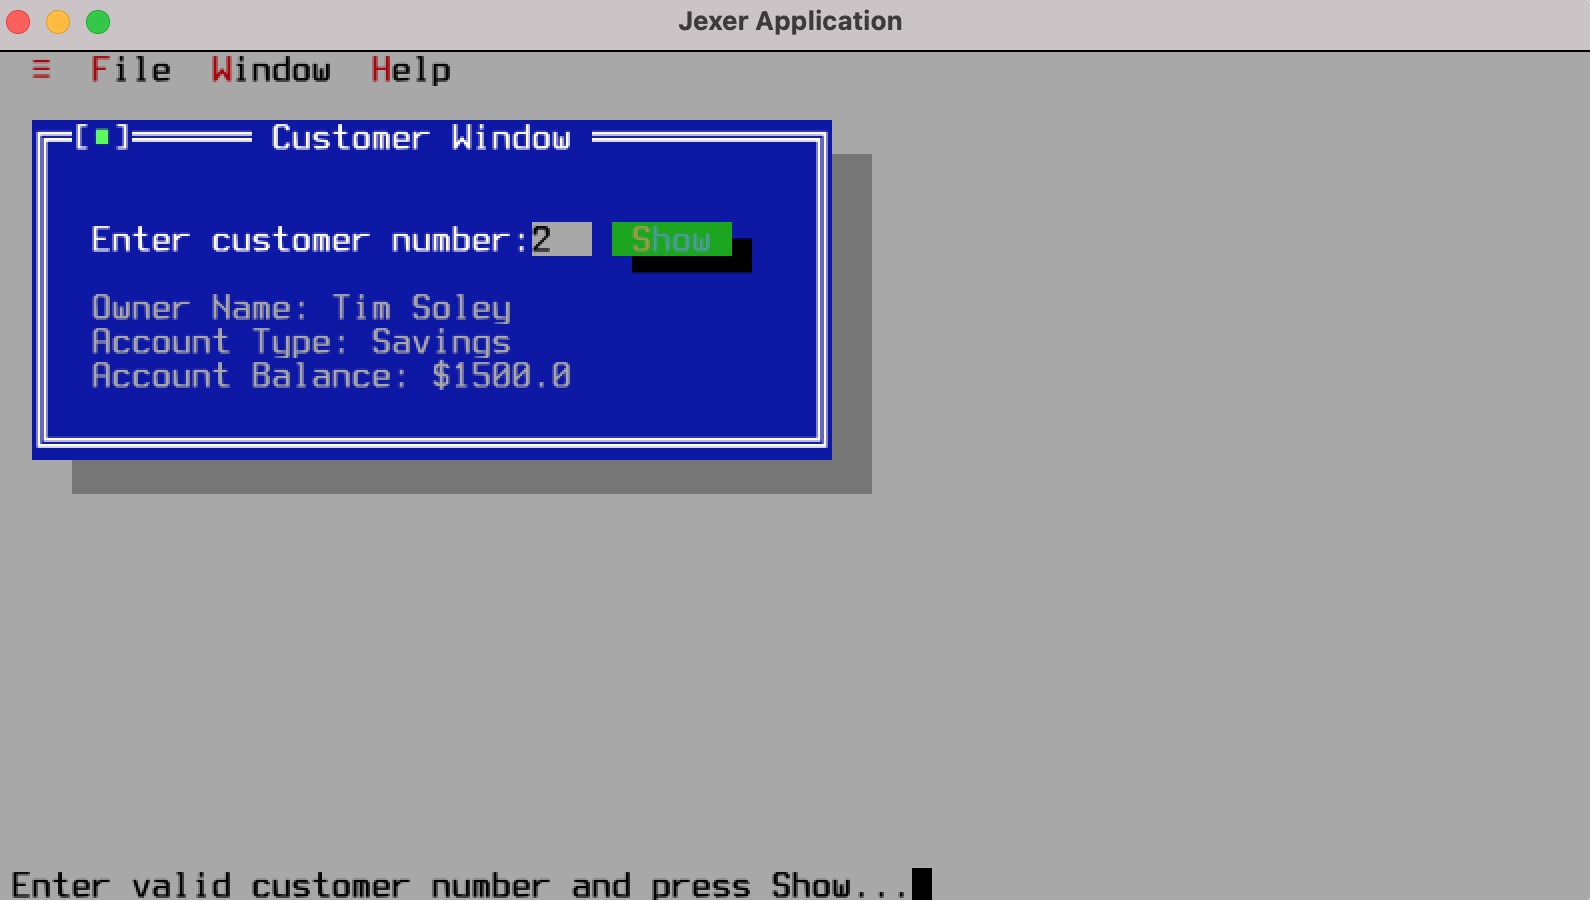 Jexer Application
≡ File Window Help
[■] Customer Window
Enter customer number:2 Show
Owner Name: Tim Soley
Account Type: Savings
Account Balance: $1500.0
Enter valid customer number and press Show...